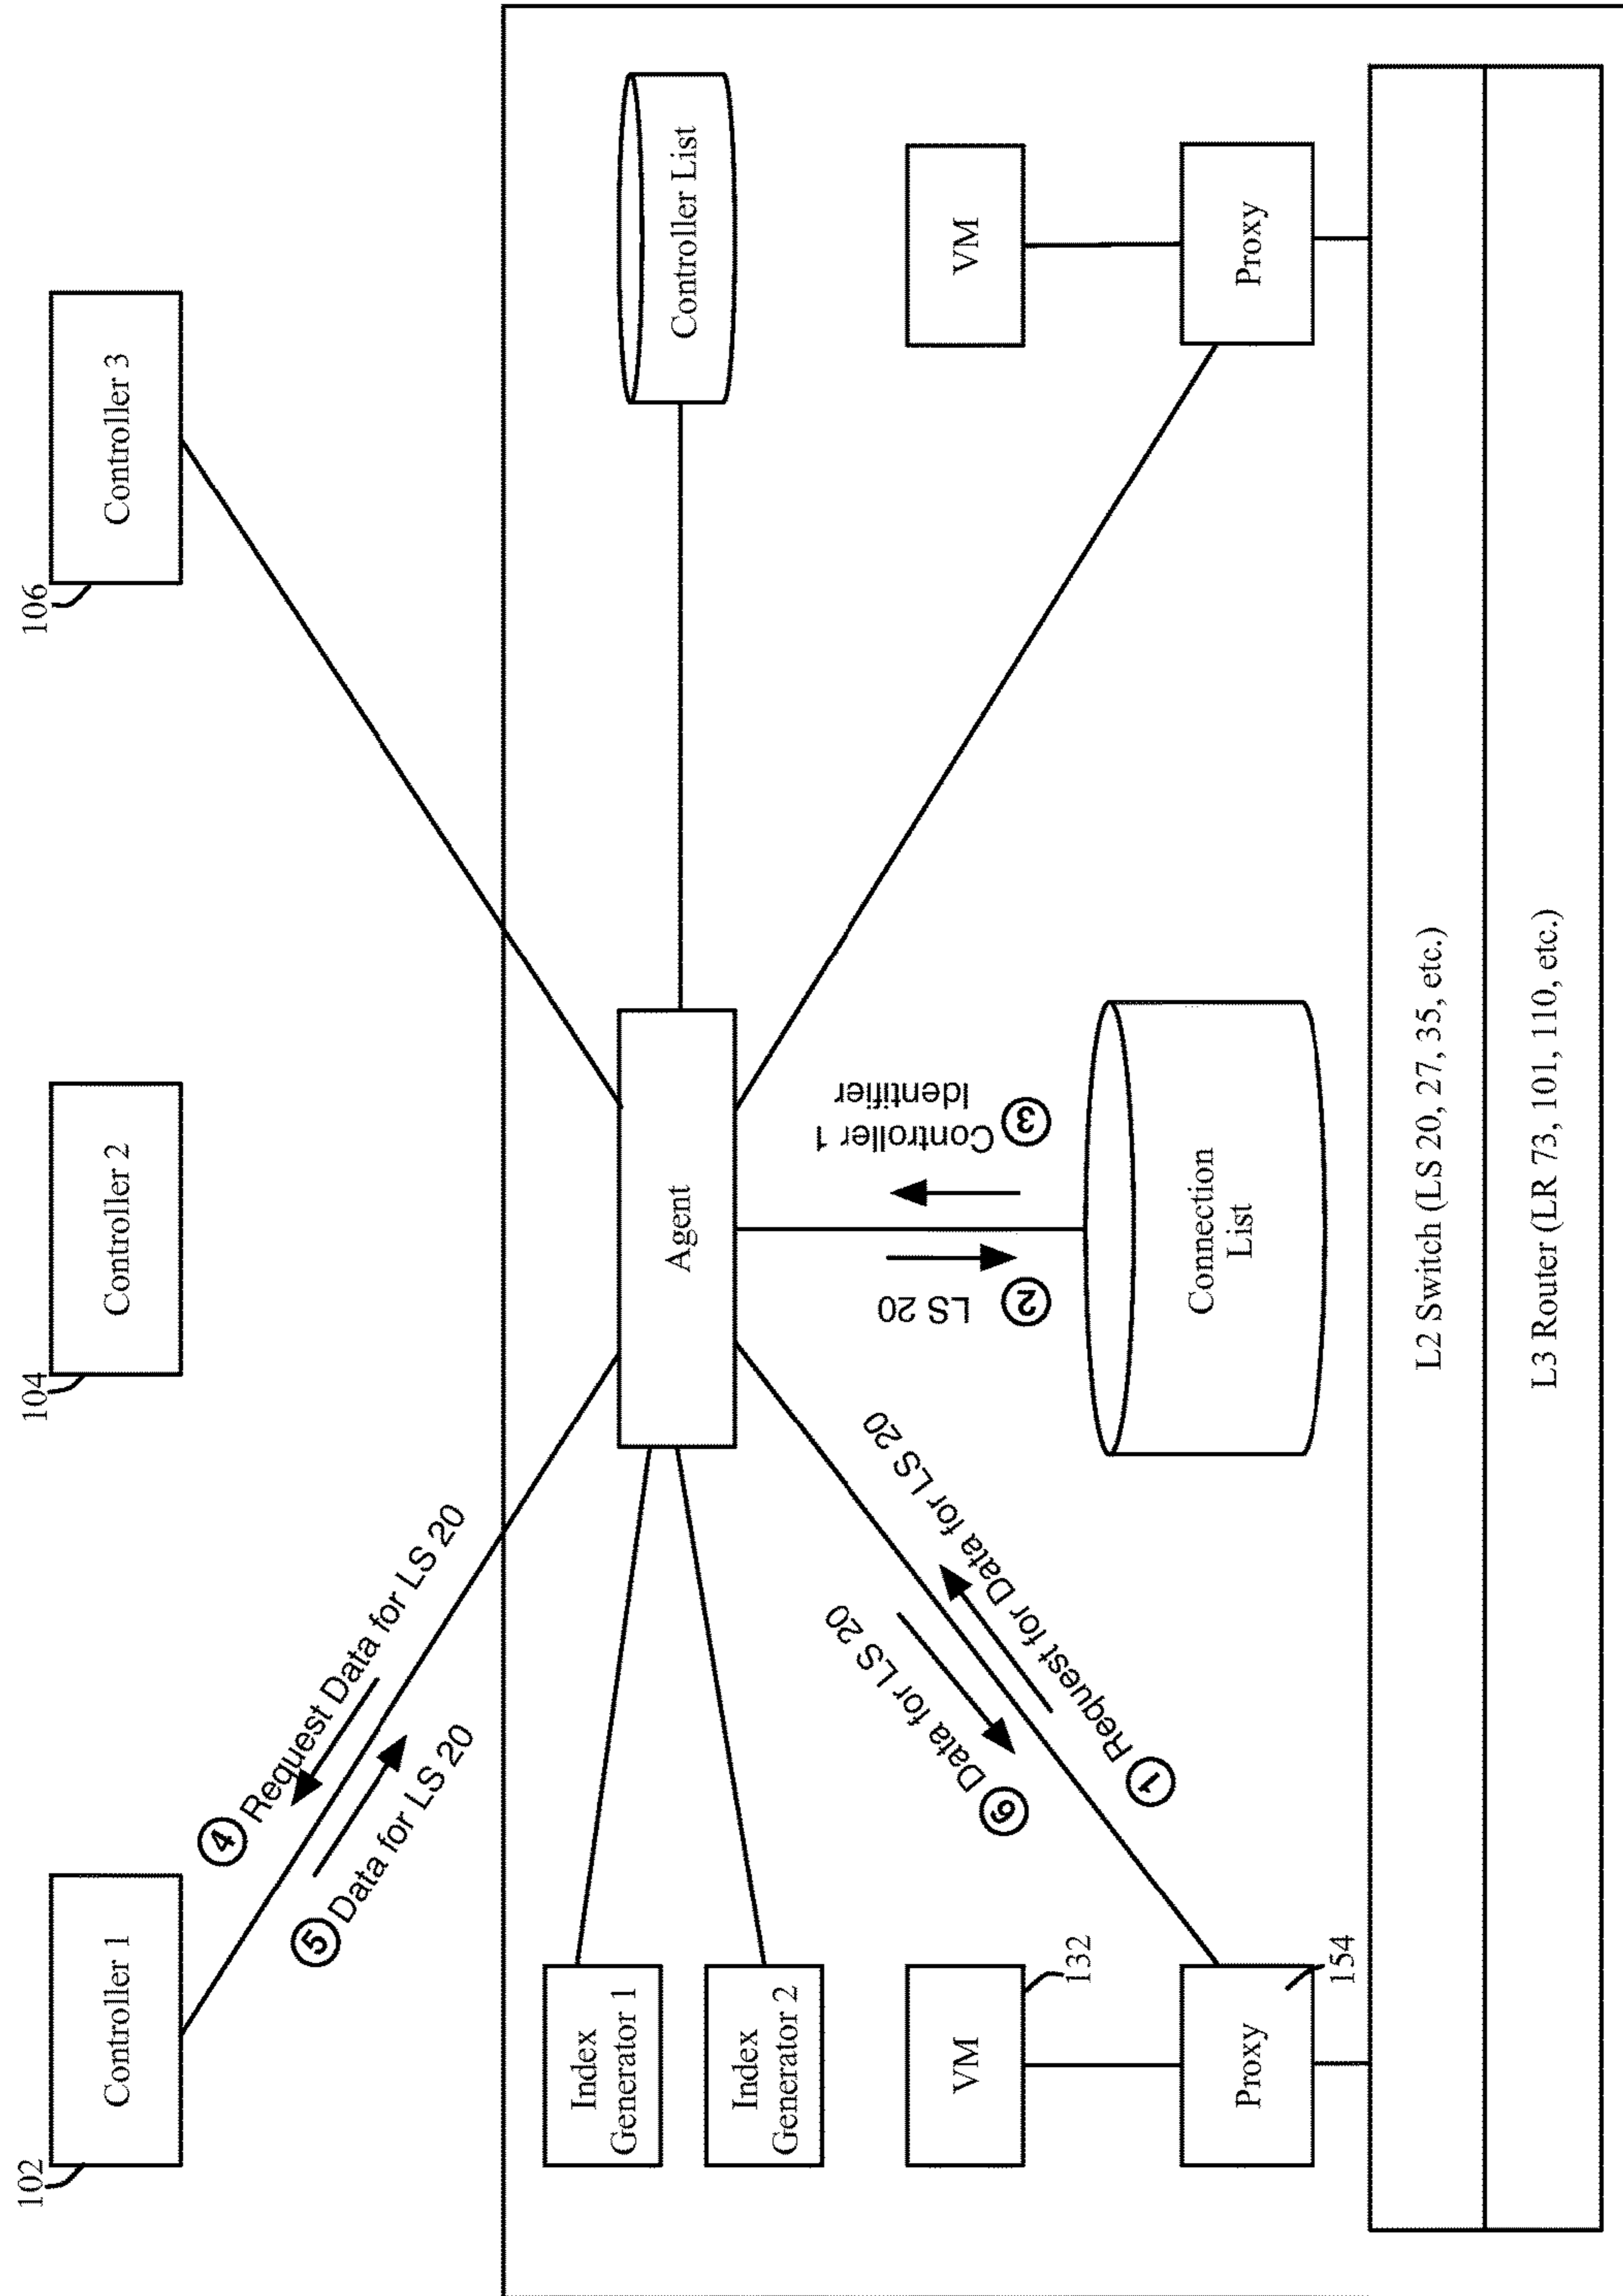 102
Controller 1
104
Controller 2
106
Controller 3
④ Request Data for LS 20
⑤ Data for LS 20
Index
Generator 1
Index
Generator 2
Agent
Controller List
② LS 20
③ Controller 1
Identifier
⑥ Data for LS 20
① Request for Data for LS 20
VM
132
Proxy
154
Connection
List
VM
Proxy
L2 Switch (LS 20, 27, 35, etc.)
L3 Router (LR 73, 101, 110, etc.)